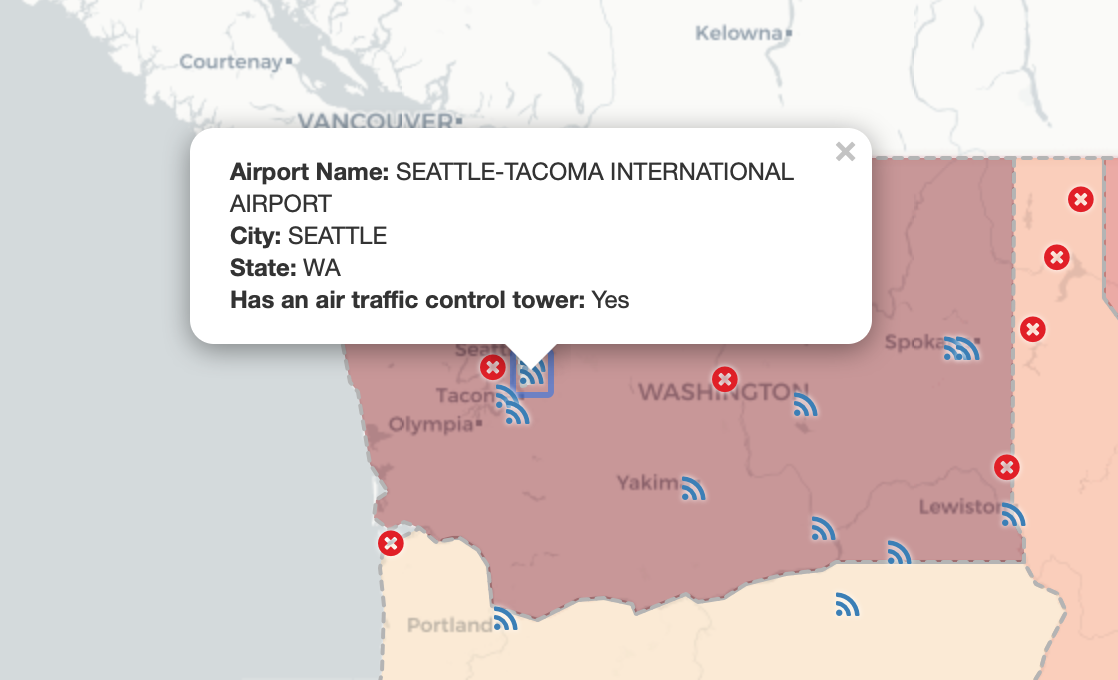 Kelowna
Courtenay
VANCOUVER
×
Airport Name: SEATTLE-TACOMA INTERNATIONAL
AIRPORT
City: SEATTLE
State: WA
Has an air traffic control tower: Yes
Spoka
Seatt
WASHINGTON
Tacom
Olympia
Yakim
Lewiston
Portland